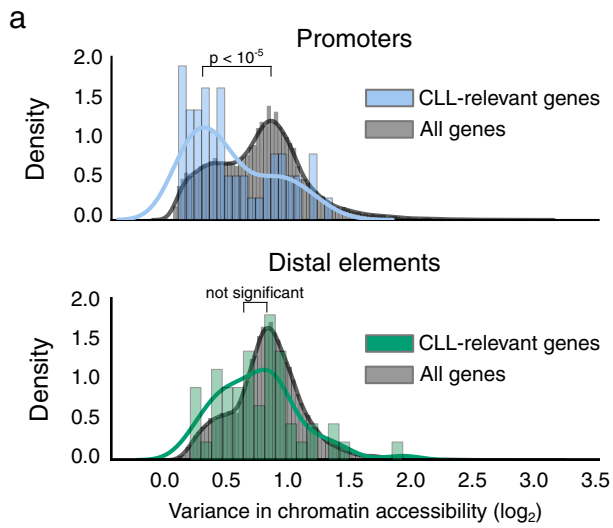 a
Promoters
p < 10-5
CLL-relevant genes
All genes
Density
2.0
1.5
1.0
0.5
0.0
Distal elements
not significant
CLL-relevant genes
All genes
Density
2.0
1.5
1.0
0.5
0.0
0.0 0.5 1.0 1.5 2.0 2.5 3.0 3.5
Variance in chromatin accessibility (log2)